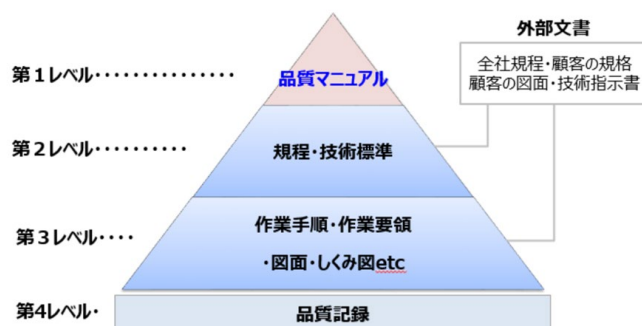 外部文書
全社規程・顧客の規格
顧客の図面・技術指示書
第1レベル・・・・・・・・・・・・・・・
品質マニュアル
第2レベル・・・・・・・・・・
規程・技術標準
第3レベル・・・・
作業手順・作業要領
・図面・しくみ図etc
第4レベル・
品質記録